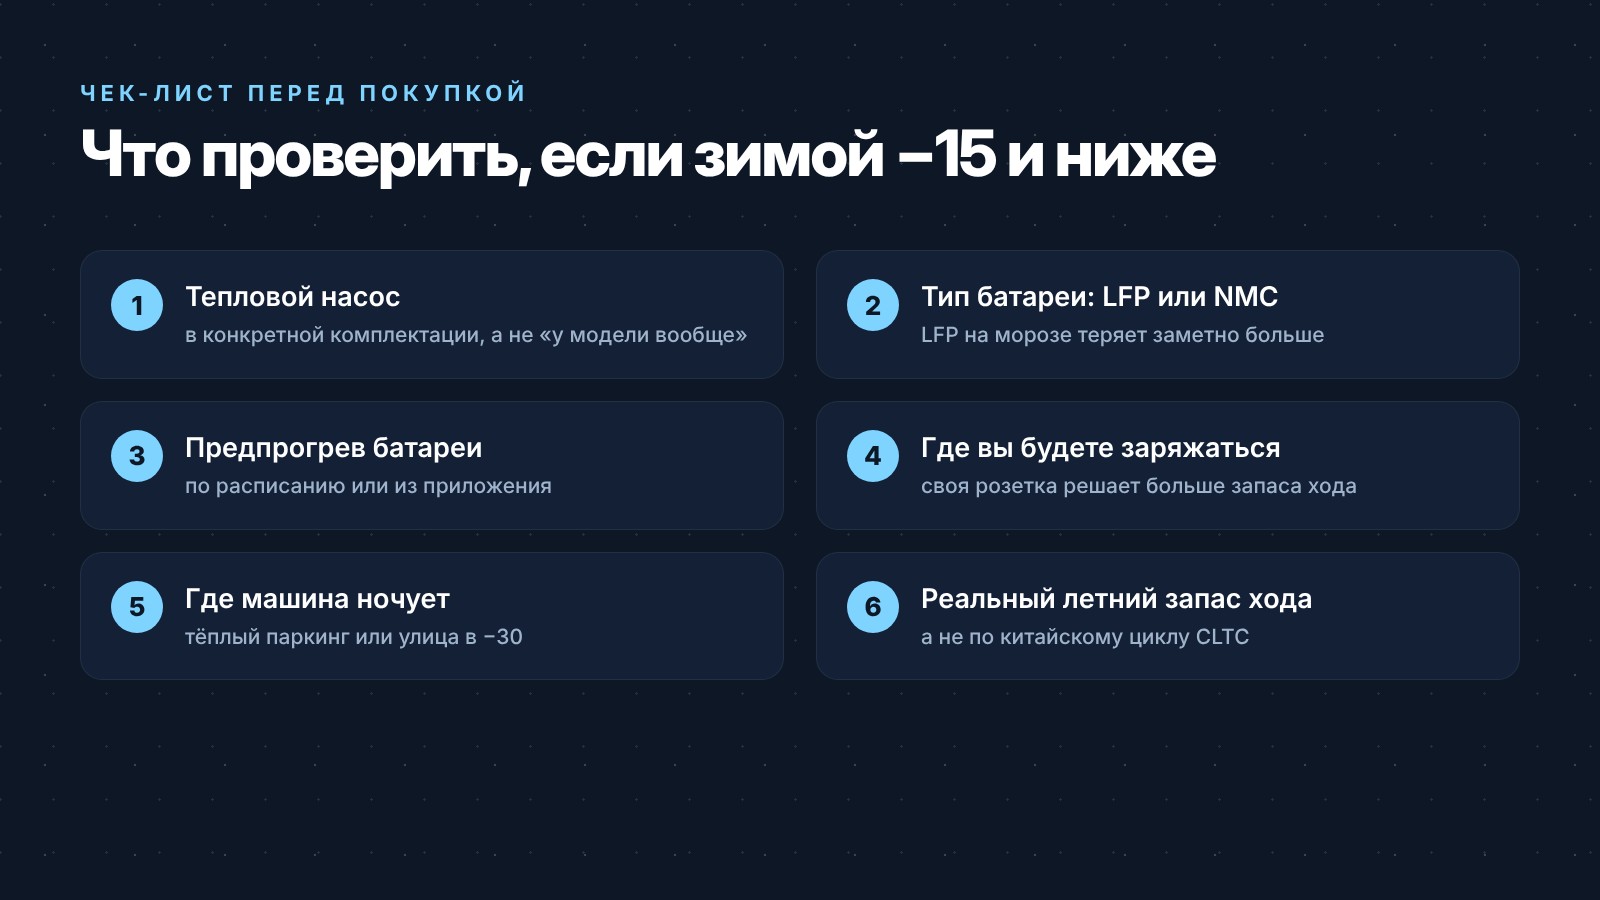 ЧЕК-ЛИСТ ПЕРЕД ПОКУПКОЙ
Что проверить, если зимой −15 и ниже
1
Тепловой насос
в конкретной комплектации, а не «у модели вообще»
2
Тип батареи: LFP или NMC
LFP на морозе теряет заметно больше
3
Предпрогрев батареи
по расписанию или из приложения
4
Где вы будете заряжаться
своя розетка решает больше запаса хода
5
Где машина ночует
тёплый паркинг или улица в −30
6
Реальный летний запас хода
а не по китайскому циклу CLTC